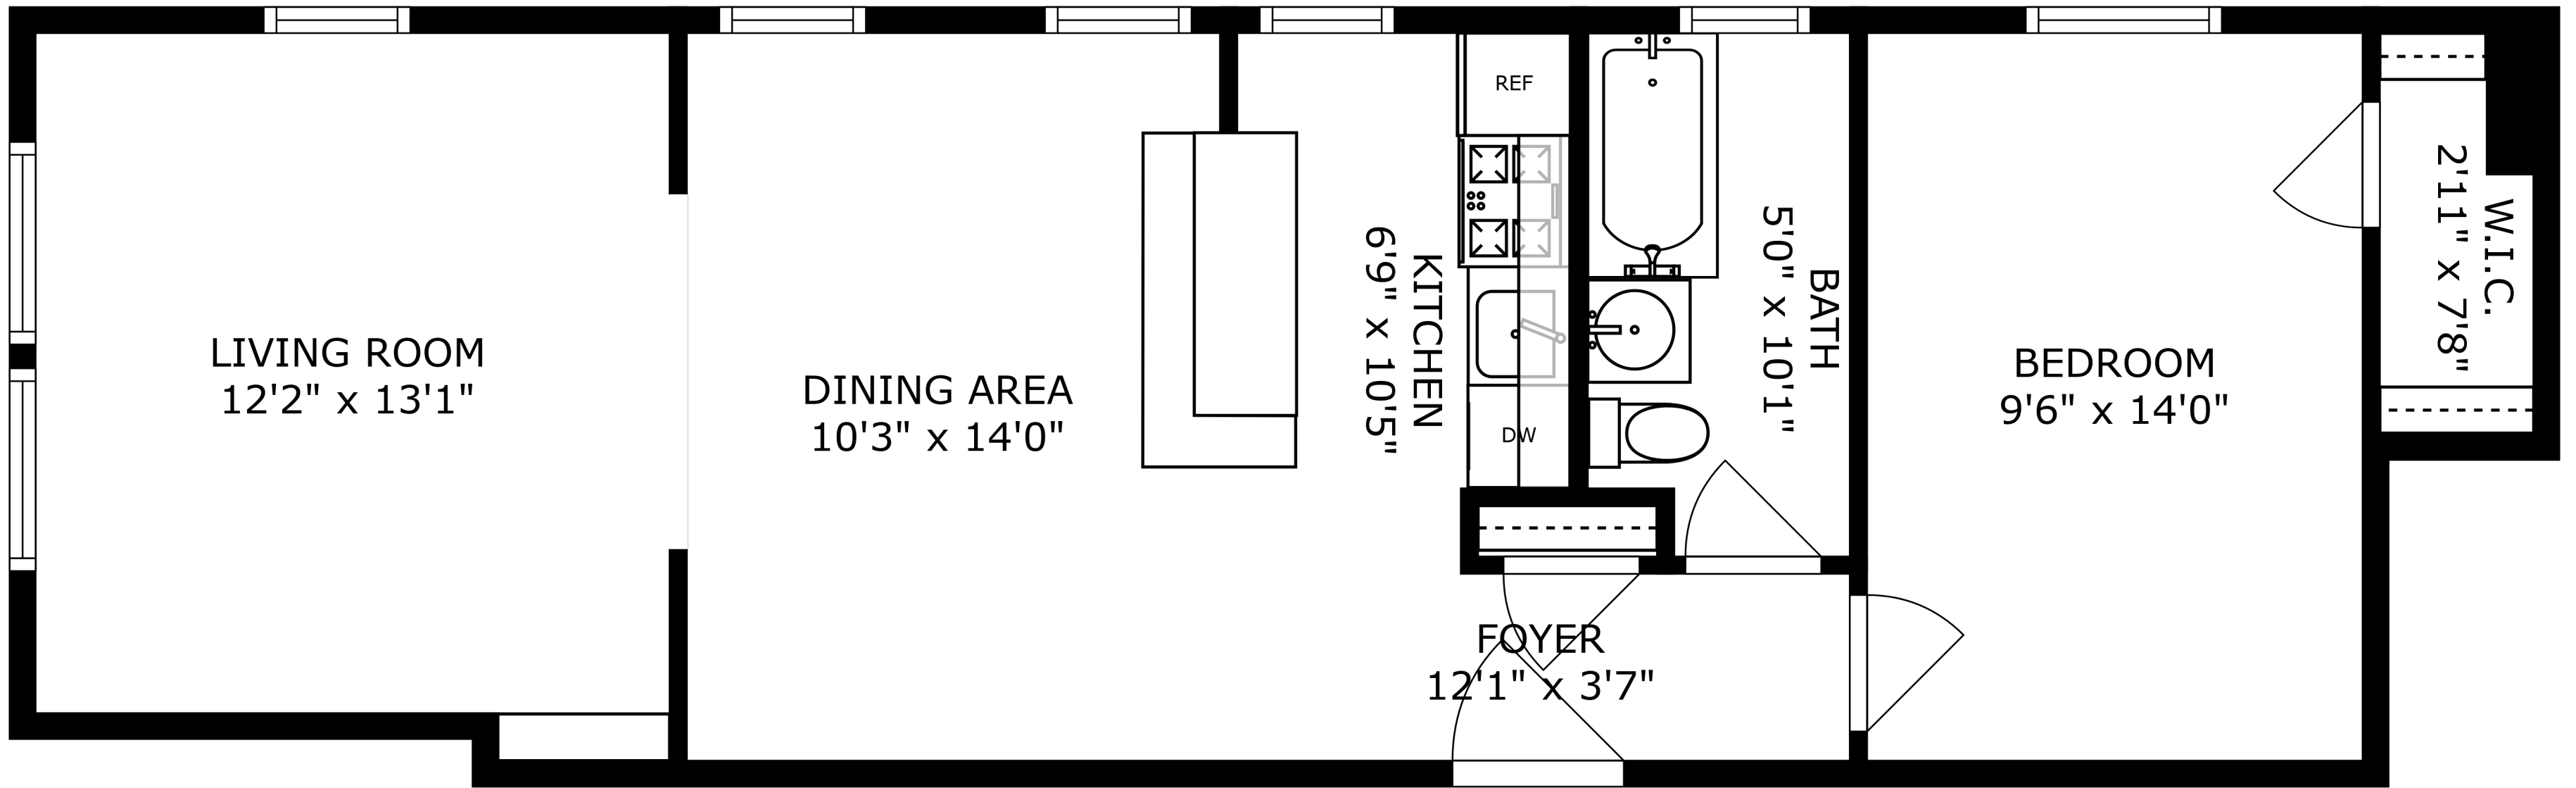 LIVING ROOM
12'2" x 13'1"
DINING AREA
10'3" x 14'0"
KITCHEN
6'9" x 10'5"
REF
DW
BATH
5'0" x 10'1"
FOYER
12'1" x 3'7"
BEDROOM
9'6" x 14'0"
W.I.C.
2'11" x 7'8"